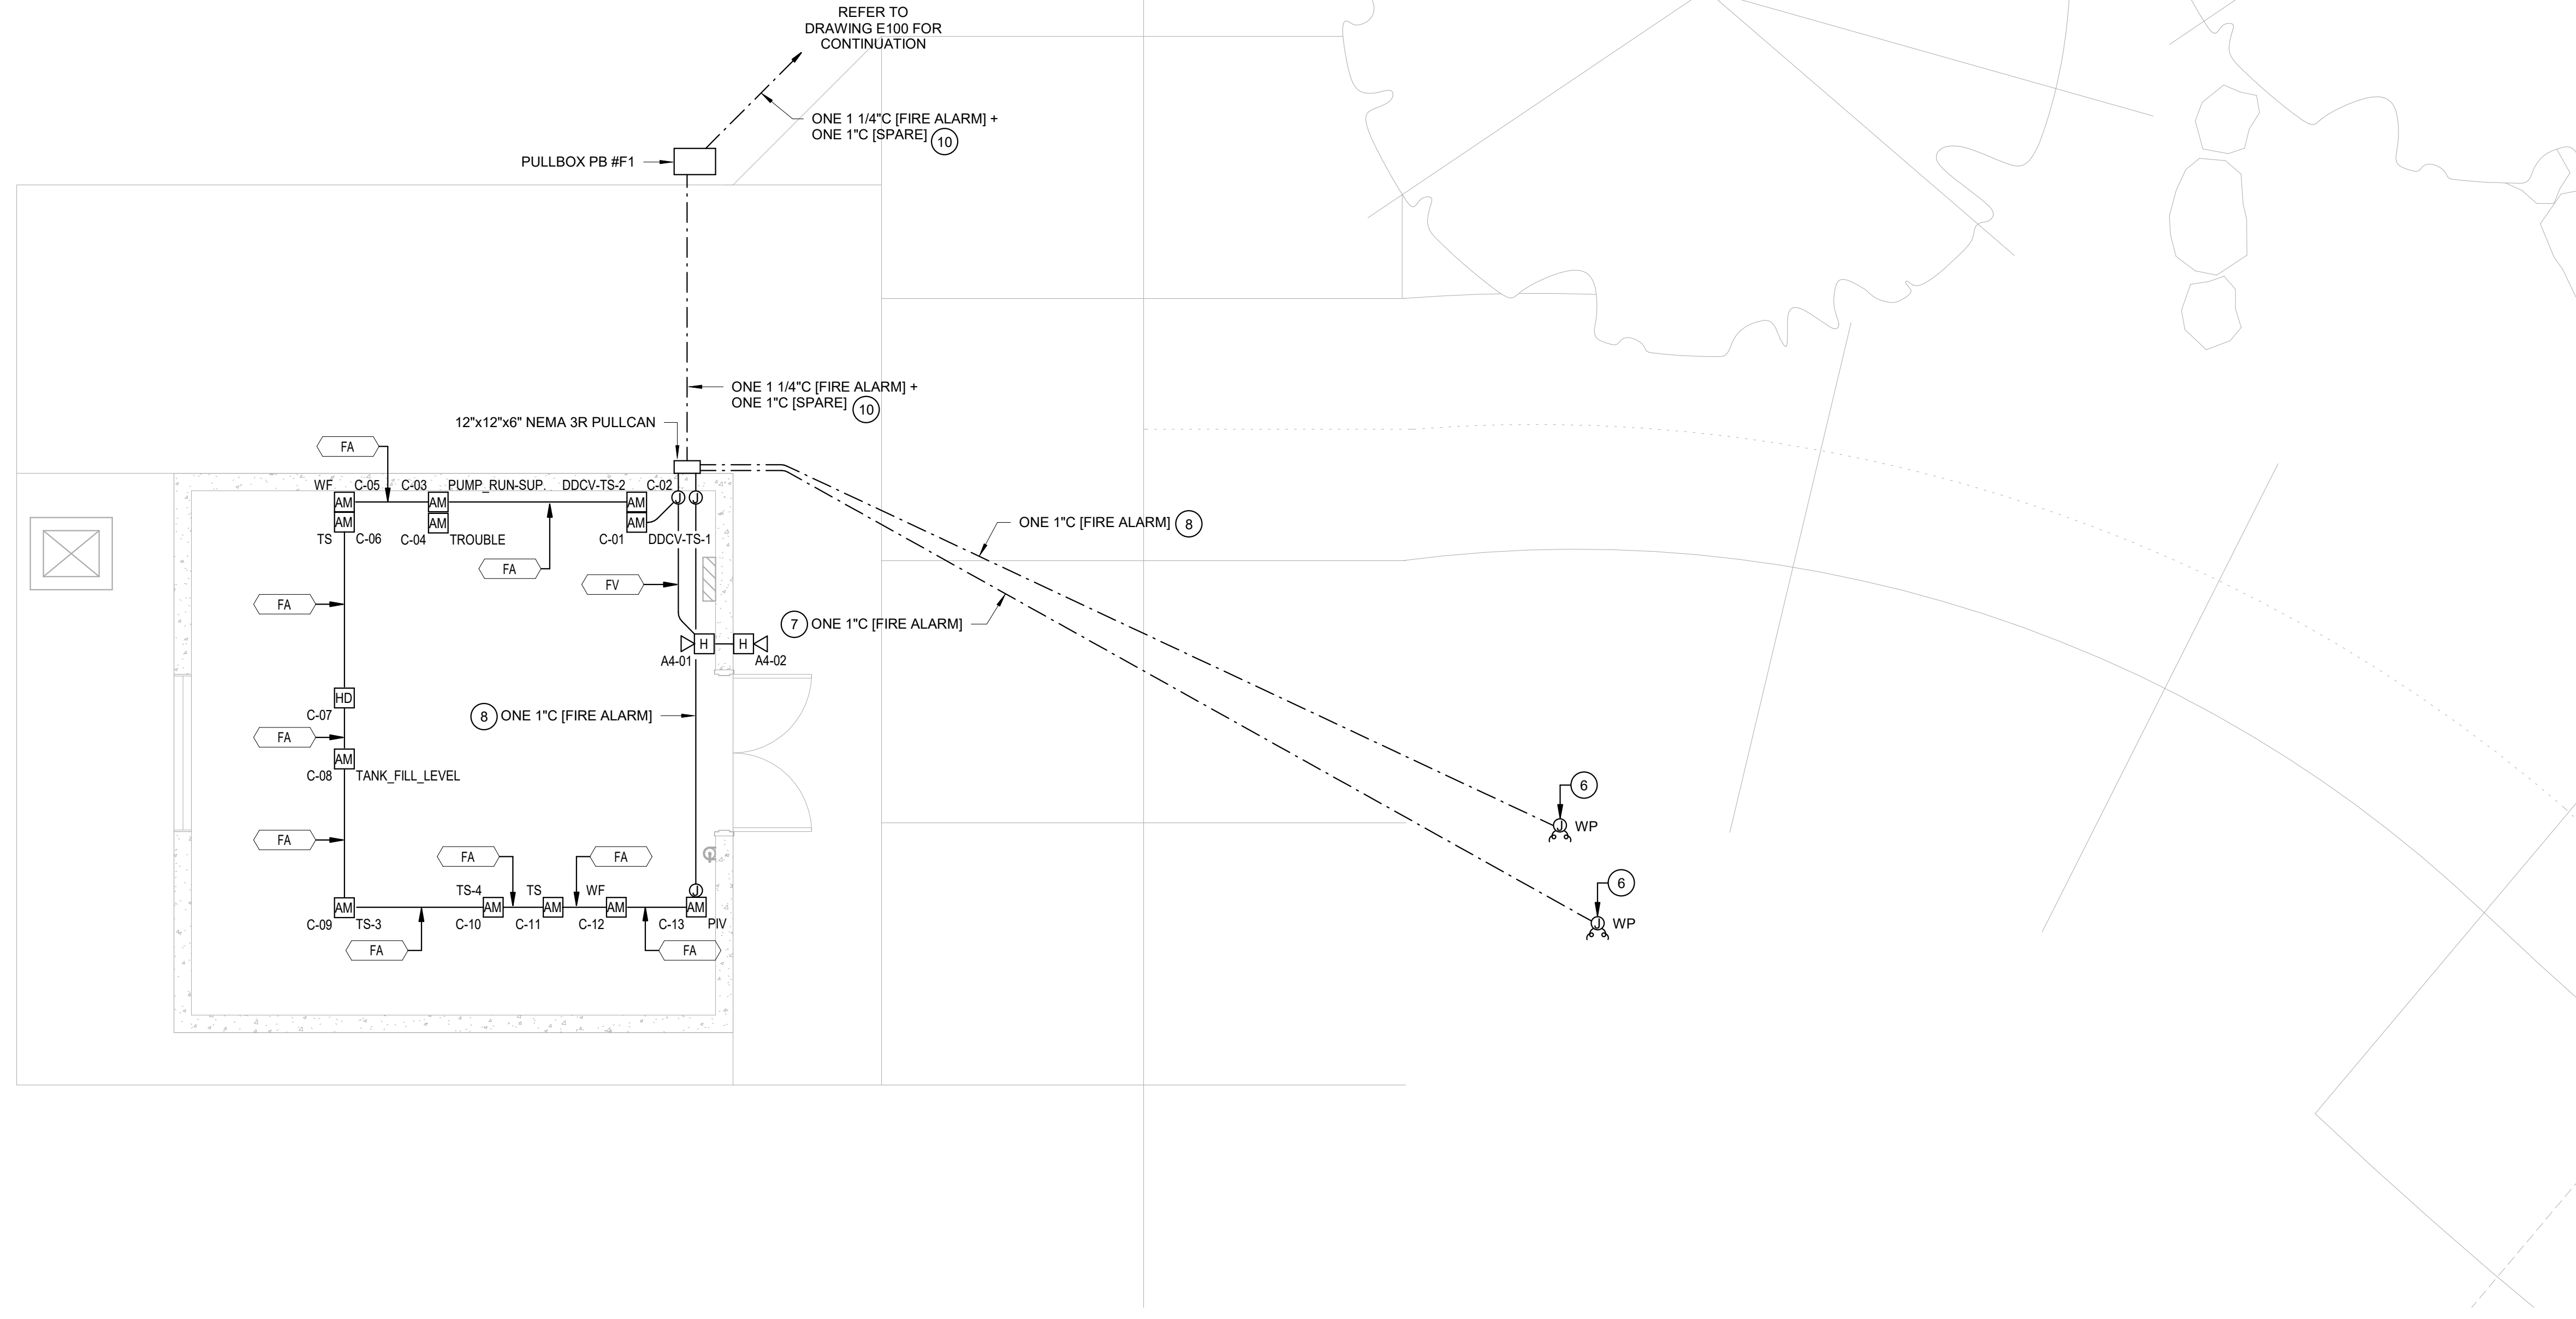 REFER TO
DRAWING E100 FOR
CONTINUATION
ONE 1 1/4"C [FIRE ALARM] +
ONE 1"C [SPARE] 10
PULLBOX PB #F1
ONE 1 1/4"C [FIRE ALARM] +
ONE 1"C [SPARE] 10
12"x12"x6" NEMA 3R PULLCAN
FA
WF C-05 C-03 PUMP_RUN-SUP. DDCV-TS-2 C-02
AM AM AM J J
AM AM AM
TS C-06 C-04 TROUBLE C-01 DDCV-TS-1
ONE 1"C [FIRE ALARM] 8
FA
FV
FA
7 ONE 1"C [FIRE ALARM]
H H
A4-01 A4-02
HD
C-07
8 ONE 1"C [FIRE ALARM]
FA
AM
C-08 TANK_FILL_LEVEL
6
J WP
FA
FA FA
6
TS-4 TS WF J
AM AM AM AM AM
C-09 TS-3 C-10 C-11 C-12 C-13 PIV
J WP
FA FA